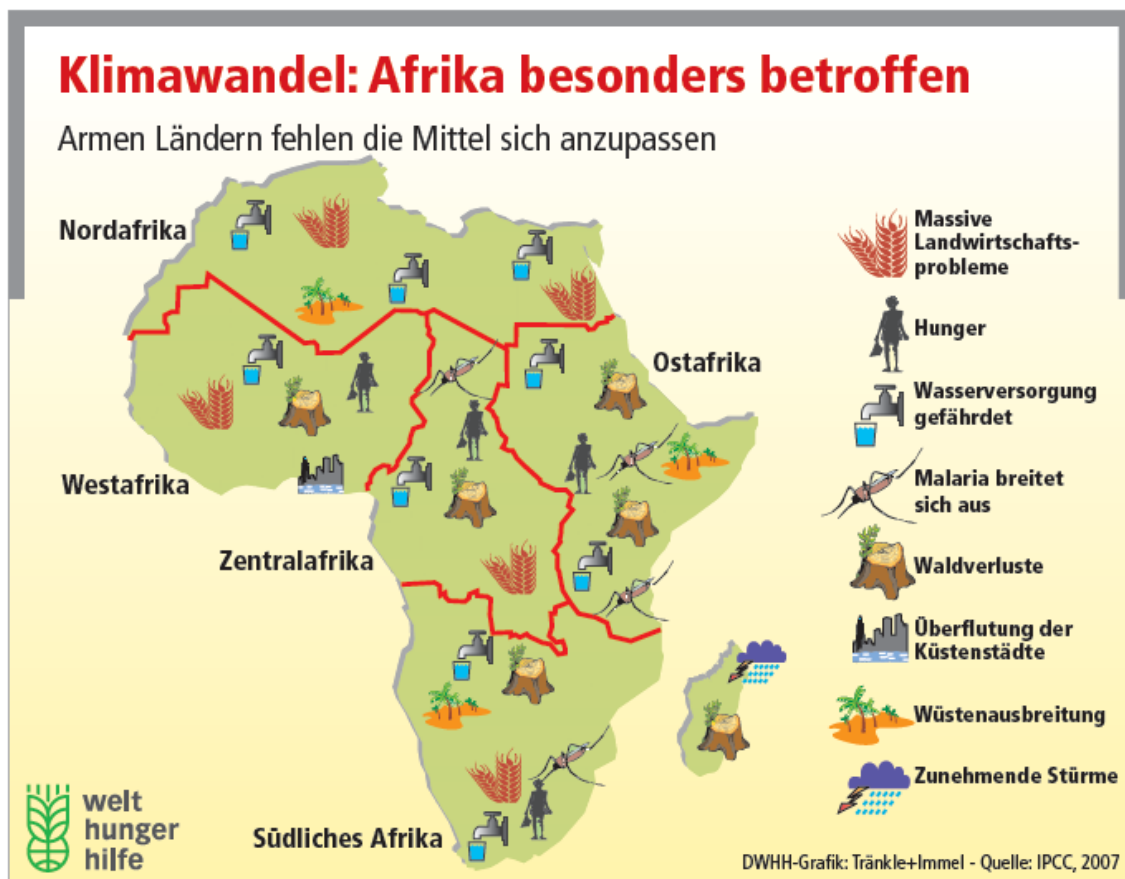 Klimawandel: Afrika besonders betroffen
Armen Ländern fehlen die Mittel sich anzupassen
Nordafrika
Ostafrika
Westafrika
Zentralafrika
Südliches Afrika
Massive
Landwirtschafts-
probleme
Hunger
Wasserversorgung
gefährdet
Malaria breitet
sich aus
Waldverluste
Überflutung der
Küstenstädte
Wüstenausbreitung
Zunehmende Stürme
welt
hunger
hilfe
DWHH-Grafik: Tränkle+Immel - Quelle: IPCC, 2007